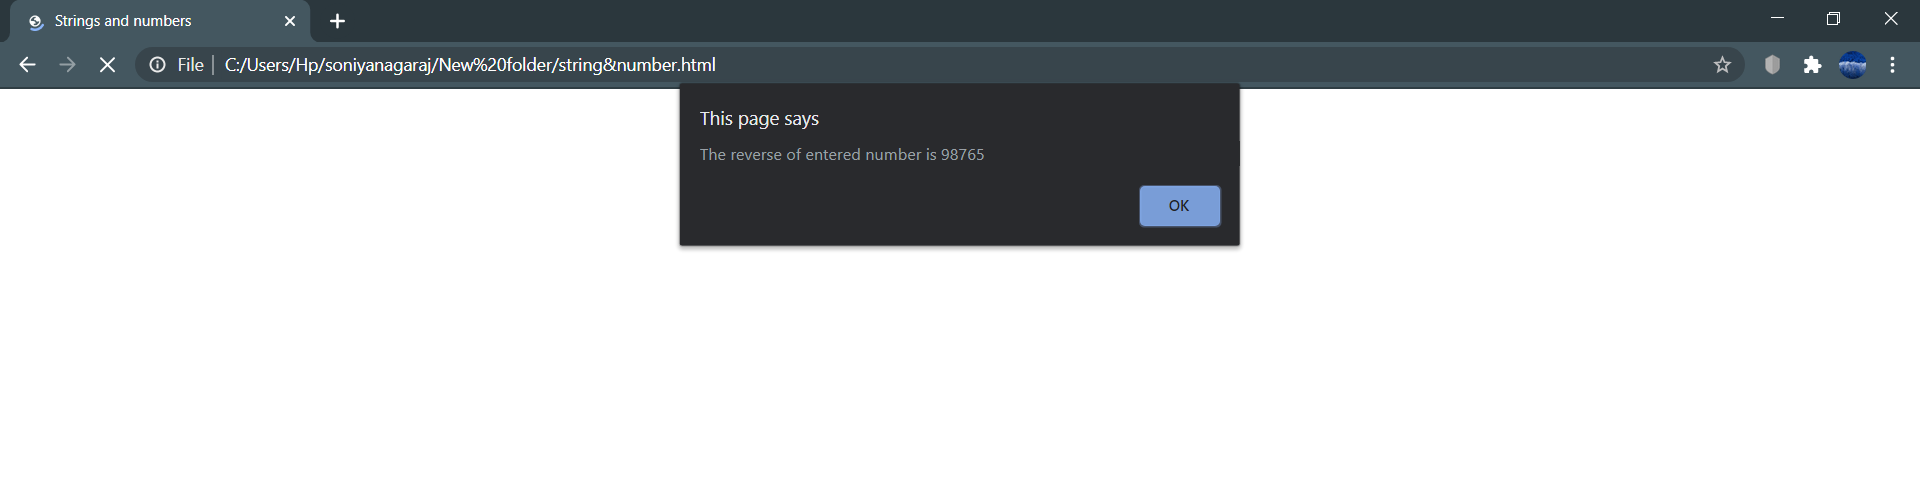 Strings and numbers
File
C:/Users/Hp/soniyanagaraj/New%20folder/string&number.html
This page says
The reverse of entered number is 98765
OK